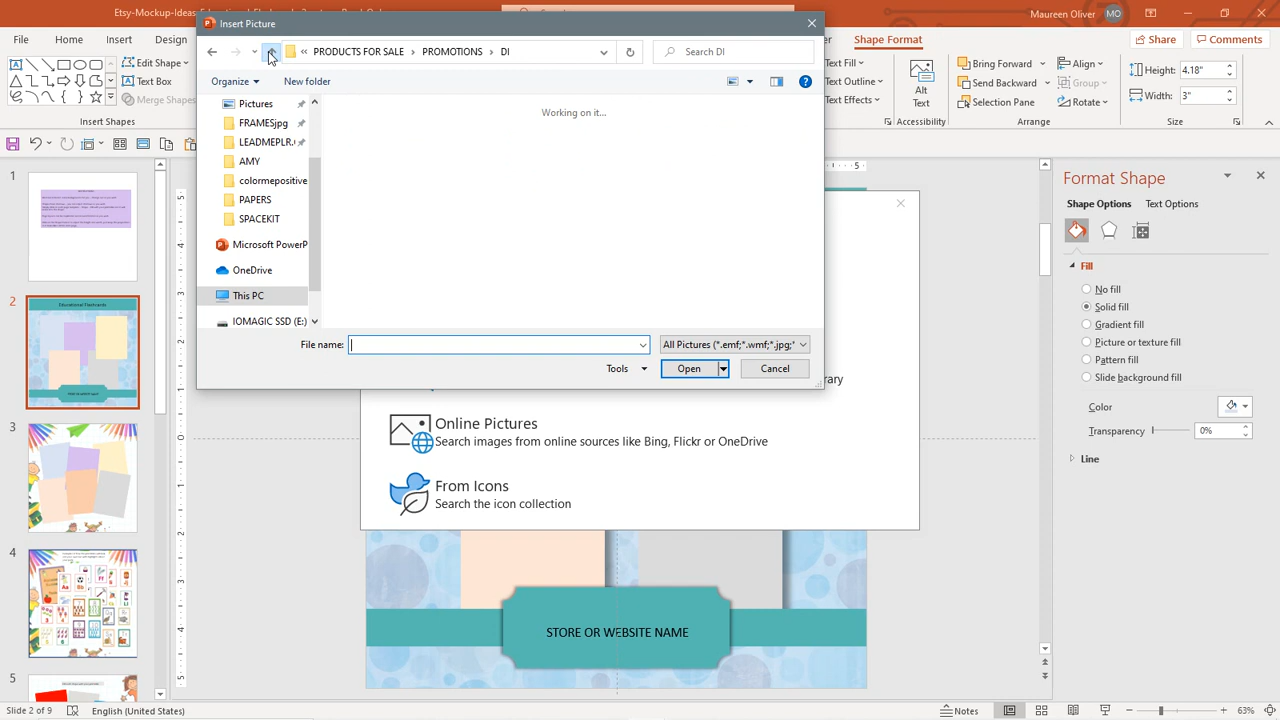 Insert Picture
Maureen Oliver MO
File Home Insert Design
Shape Format
Share Comments
PRODUCTS FOR SALE PROMOTIONS DI
Search DI
Organize New folder
Edit Shape
Text Box
Merge Shapes
Insert Shapes
Text Fill
Text Outline
Text Effects
Alt
Text
Accessibility
Bring Forward
Send Backward
Selection Pane
Align
Group
Rotate
Arrange
Height: 4.18"
Width: 3"
Size
Undo
Pictures
FRAMESjpg
LEADMEPLR.
AMY
colormepositive
PAPERS
SPACEKIT
Microsoft PowerP
OneDrive
This PC
IOMAGIC SSD (E:)
Working on it...
File name:
All Pictures (*.emf;*.wmf;*.jpg;*
Tools Open Cancel
Online Pictures
Search images from online sources like Bing, Flickr or OneDrive
From Icons
Search the icon collection
STORE OR WEBSITE NAME
1
2
Educational Flashcards
3
4
5
Format Shape
Shape Options Text Options
Fill
No fill
Solid fill
Gradient fill
Picture or texture fill
Pattern fill
Slide background fill
Color
Transparency 0%
Line
Slide 2 of 9 English (United States) Notes 63%